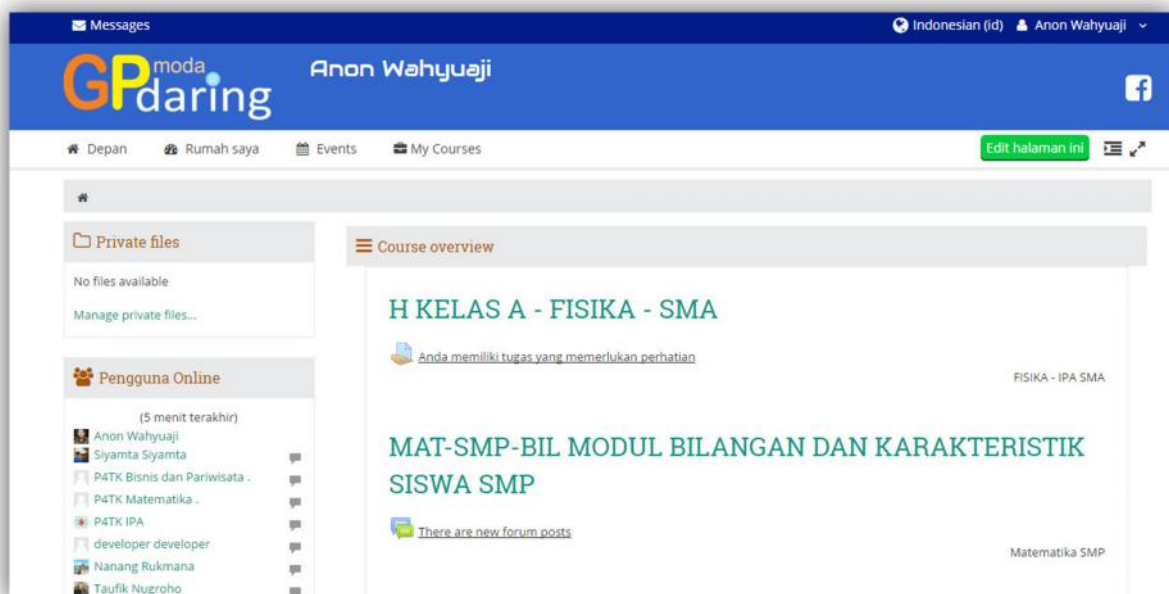 Messages
Indonesian (id) Anon Wahyuaji
GP moda daring
Anon Wahyuaji
Depan Rumah saya Events My Courses
Edit halaman ini
Private files
No files available
Manage private files...
Pengguna Online
(5 menit terakhir)
Anon Wahyuaji
Siyamta Siyamta
P4TK Bisnis dan Pariwisata .
P4TK Matematika .
P4TK IPA
developer developer
Nanang Rukmana
Taufik Nugroho
Course overview
H KELAS A - FISIKA - SMA
Anda memiliki tugas yang memerlukan perhatian
FISIKA - IPA SMA
MAT-SMP-BIL MODUL BILANGAN DAN KARAKTERISTIK
SISWA SMP
There are new forum posts
Matematika SMP